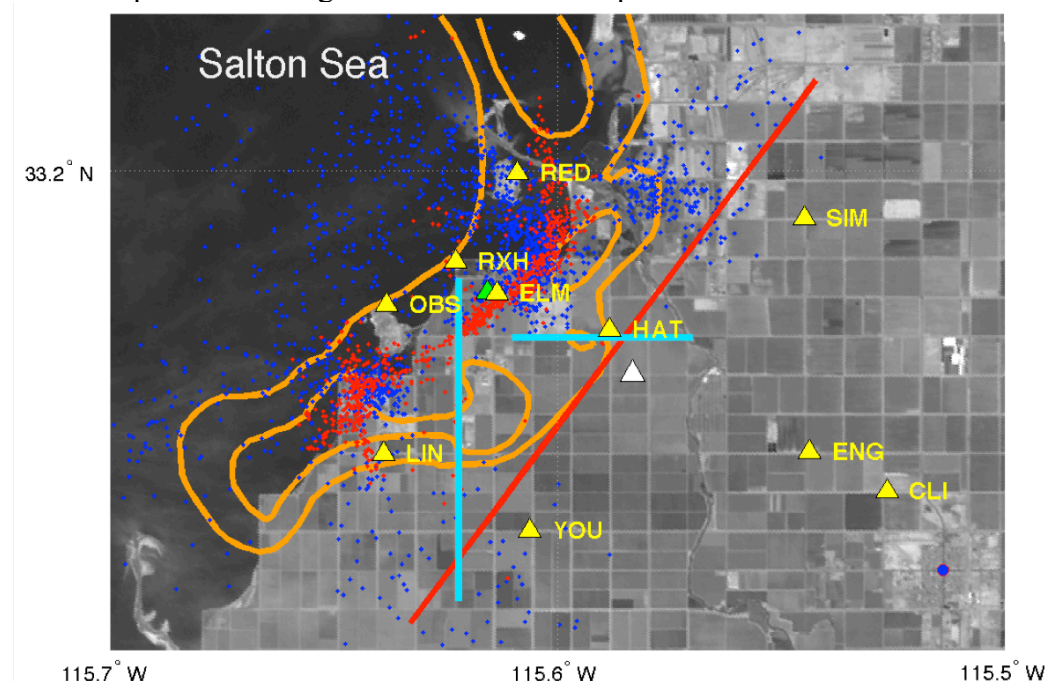 Salton Sea
33.2° N
RED
SIM
RXH
ELM
OBS
HAT
LIN
ENG
CLI
YOU
115.7° W
115.6° W
115.5° W